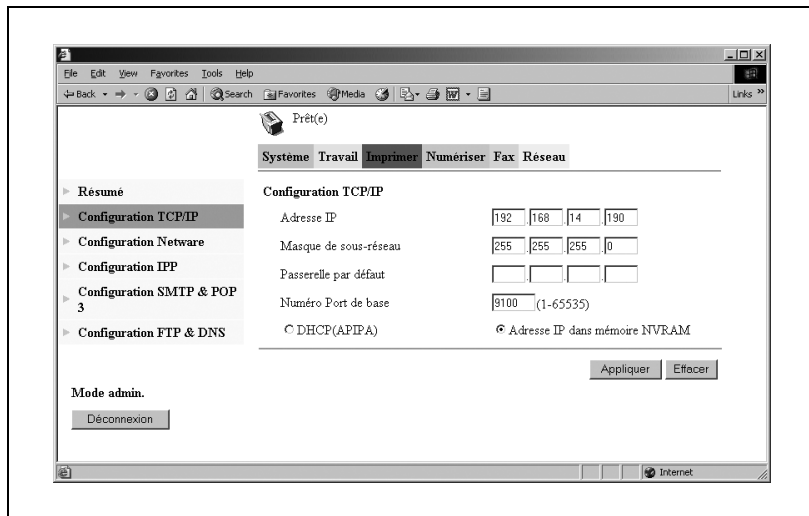 File Edit View Favorites Tools Help
Back Search Favorites Media Links »
Prêt(e)
Système Travail Imprimer Numériser Fax Réseau
Résumé
Configuration TCP/IP
Configuration Netware
Configuration IPP
Configuration SMTP & POP
3
Configuration FTP & DNS
Mode admin.
Déconnexion
Configuration TCP/IP
Adresse IP 192.168.14.190
Masque de sous-réseau 255.255.255.0
Passerelle par défaut . . .
Numéro Port de base 9100 (1-65535)
DHCP(APIPA) Adresse IP dans mémoire NVRAM
Appliquer Effacer
Internet